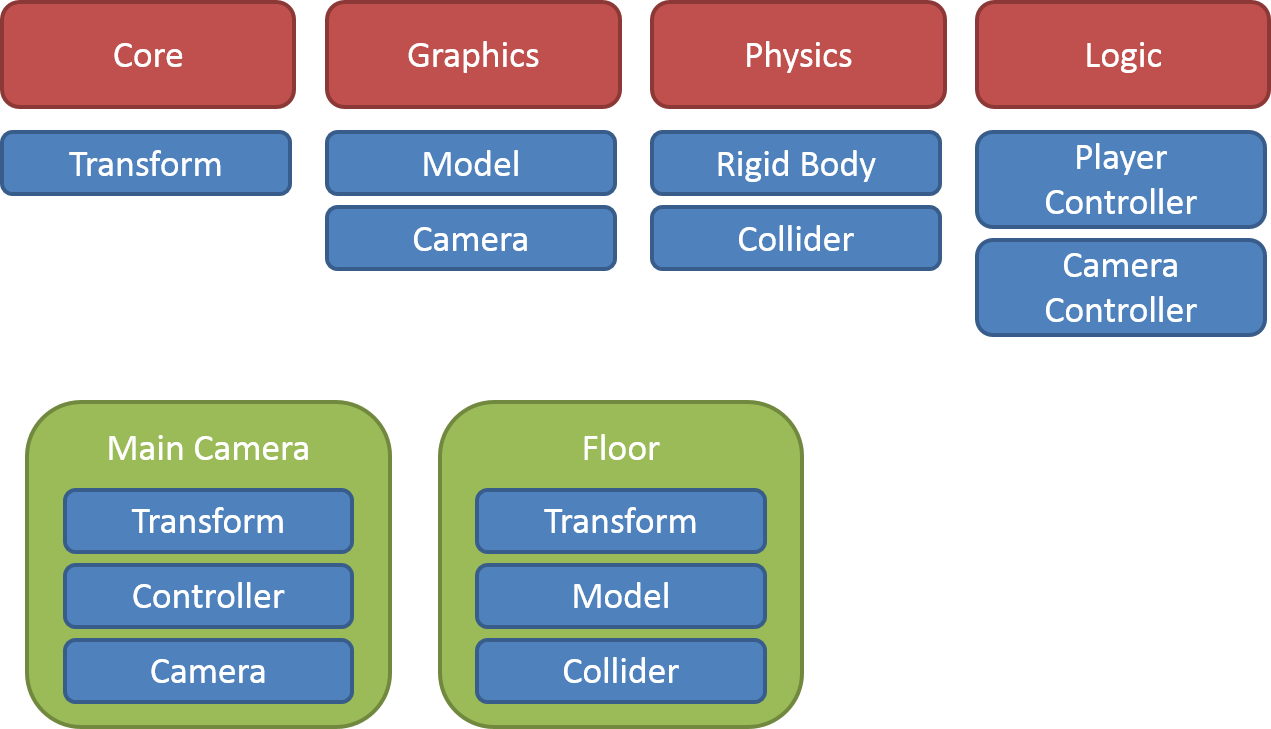 Core
Graphics
Physics
Logic
Transform
Model
Rigid Body
Player
Controller
Camera
Collider
Camera
Controller
Main Camera
Transform
Controller
Camera
Floor
Transform
Model
Collider